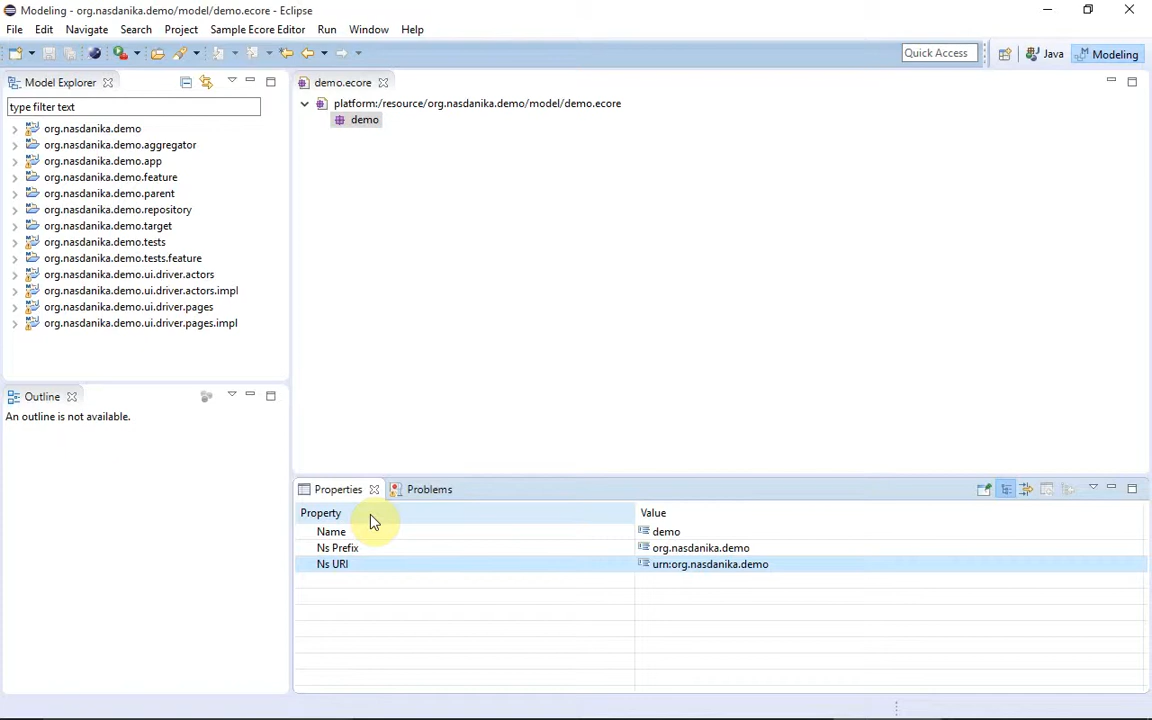 Modeling - org.nasdanika.demo/model/demo.ecore - Eclipse
File Edit Navigate Search Project Sample Ecore Editor Run Window Help
Quick Access Java Modeling
Model Explorer
type filter text
org.nasdanika.demo
org.nasdanika.demo.aggregator
org.nasdanika.demo.app
org.nasdanika.demo.feature
org.nasdanika.demo.parent
org.nasdanika.demo.repository
org.nasdanika.demo.target
org.nasdanika.demo.tests
org.nasdanika.demo.tests.feature
org.nasdanika.demo.ui.driver.actors
org.nasdanika.demo.ui.driver.actors.impl
org.nasdanika.demo.ui.driver.pages
org.nasdanika.demo.ui.driver.pages.impl
Outline
An outline is not available.
demo.ecore
platform:/resource/org.nasdanika.demo/model/demo.ecore
demo
Properties Problems
Property Value
Name demo
Ns Prefix org.nasdanika.demo
Ns URI urn:org.nasdanika.demo